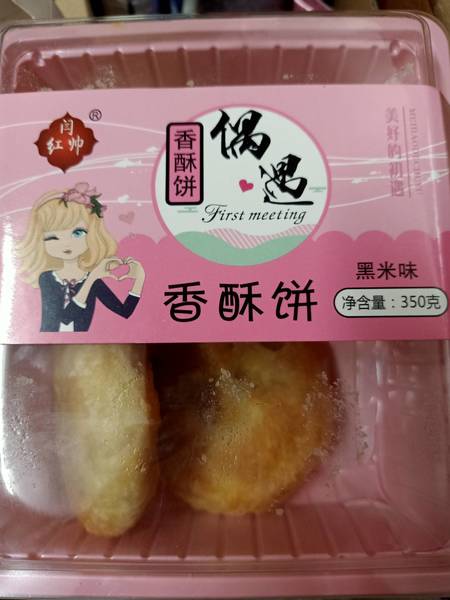 闫
红帅
®
香酥饼
偶遇
First meeting
美好的初遇
香酥饼
黑米味
净含量：350克